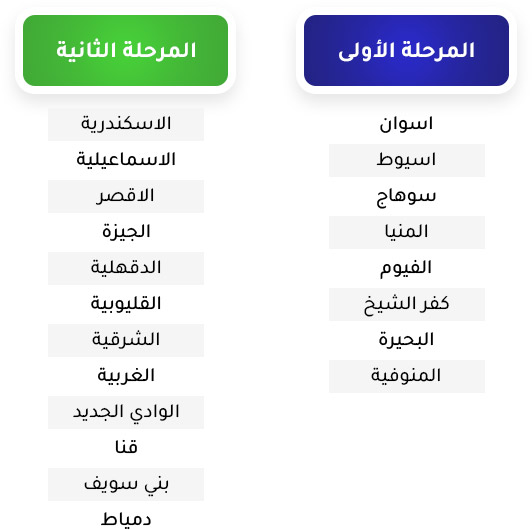 المرحلة الأولى
اسوان
اسيوط
سوهاج
المنيا
الفيوم
كفر الشيخ
البحيرة
المنوفية
المرحلة الثانية
الاسكندرية
الاسماعيلية
الاقصر
الجيزة
الدقهلية
القليوبية
الشرقية
الغربية
الوادي الجديد
قنا
بني سويف
دمياط